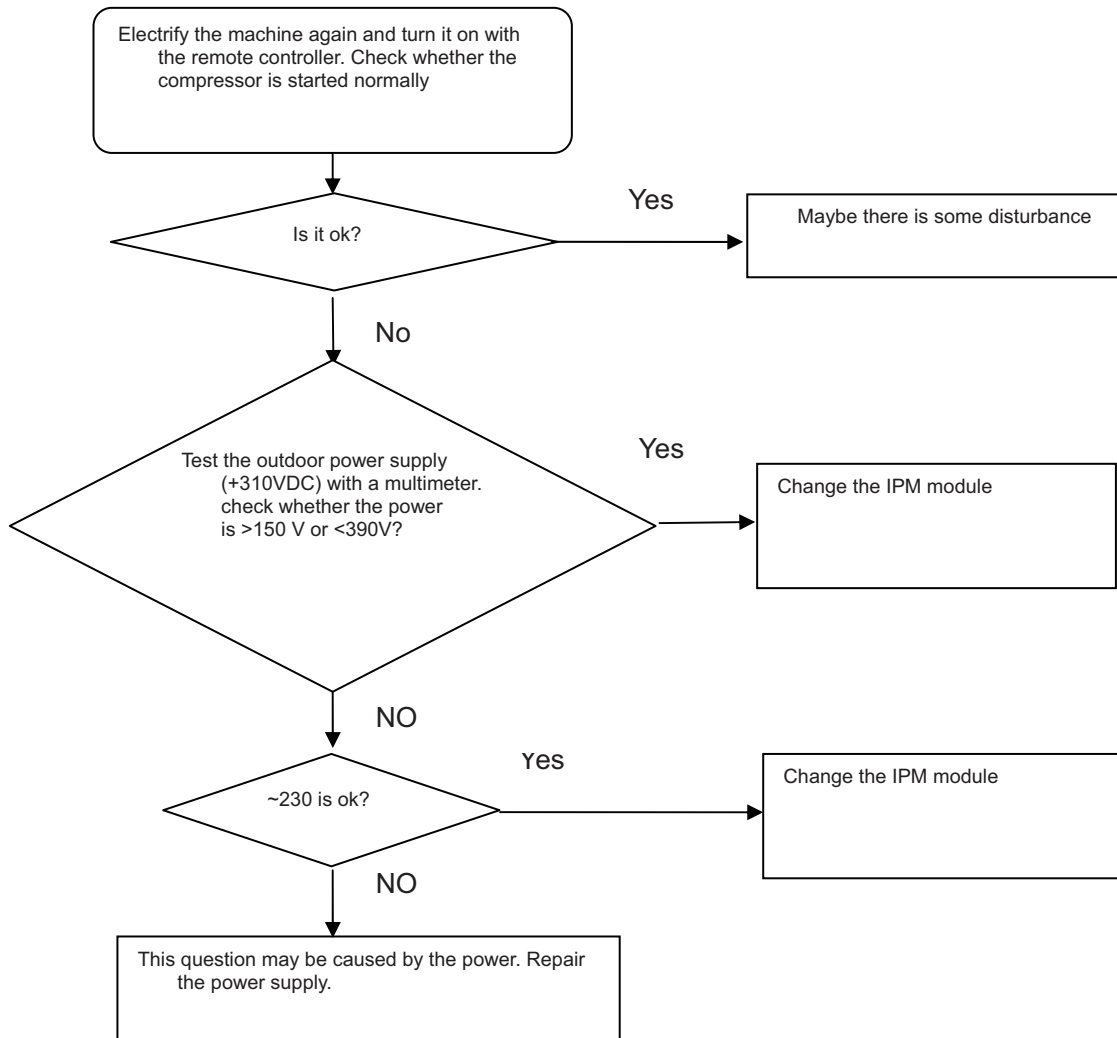 Electrify the machine again and turn it on with
the remote controller. Check whether the
compressor is started normally
Yes
Is it ok?
Maybe there is some disturbance
No
Yes
Test the outdoor power supply
(+310VDC) with a multimeter.
check whether the power
is >150 V or <390V?
Change the IPM module
NO
Yes
~230 is ok?
Change the IPM module
NO
This question may be caused by the power. Repair
the power supply.